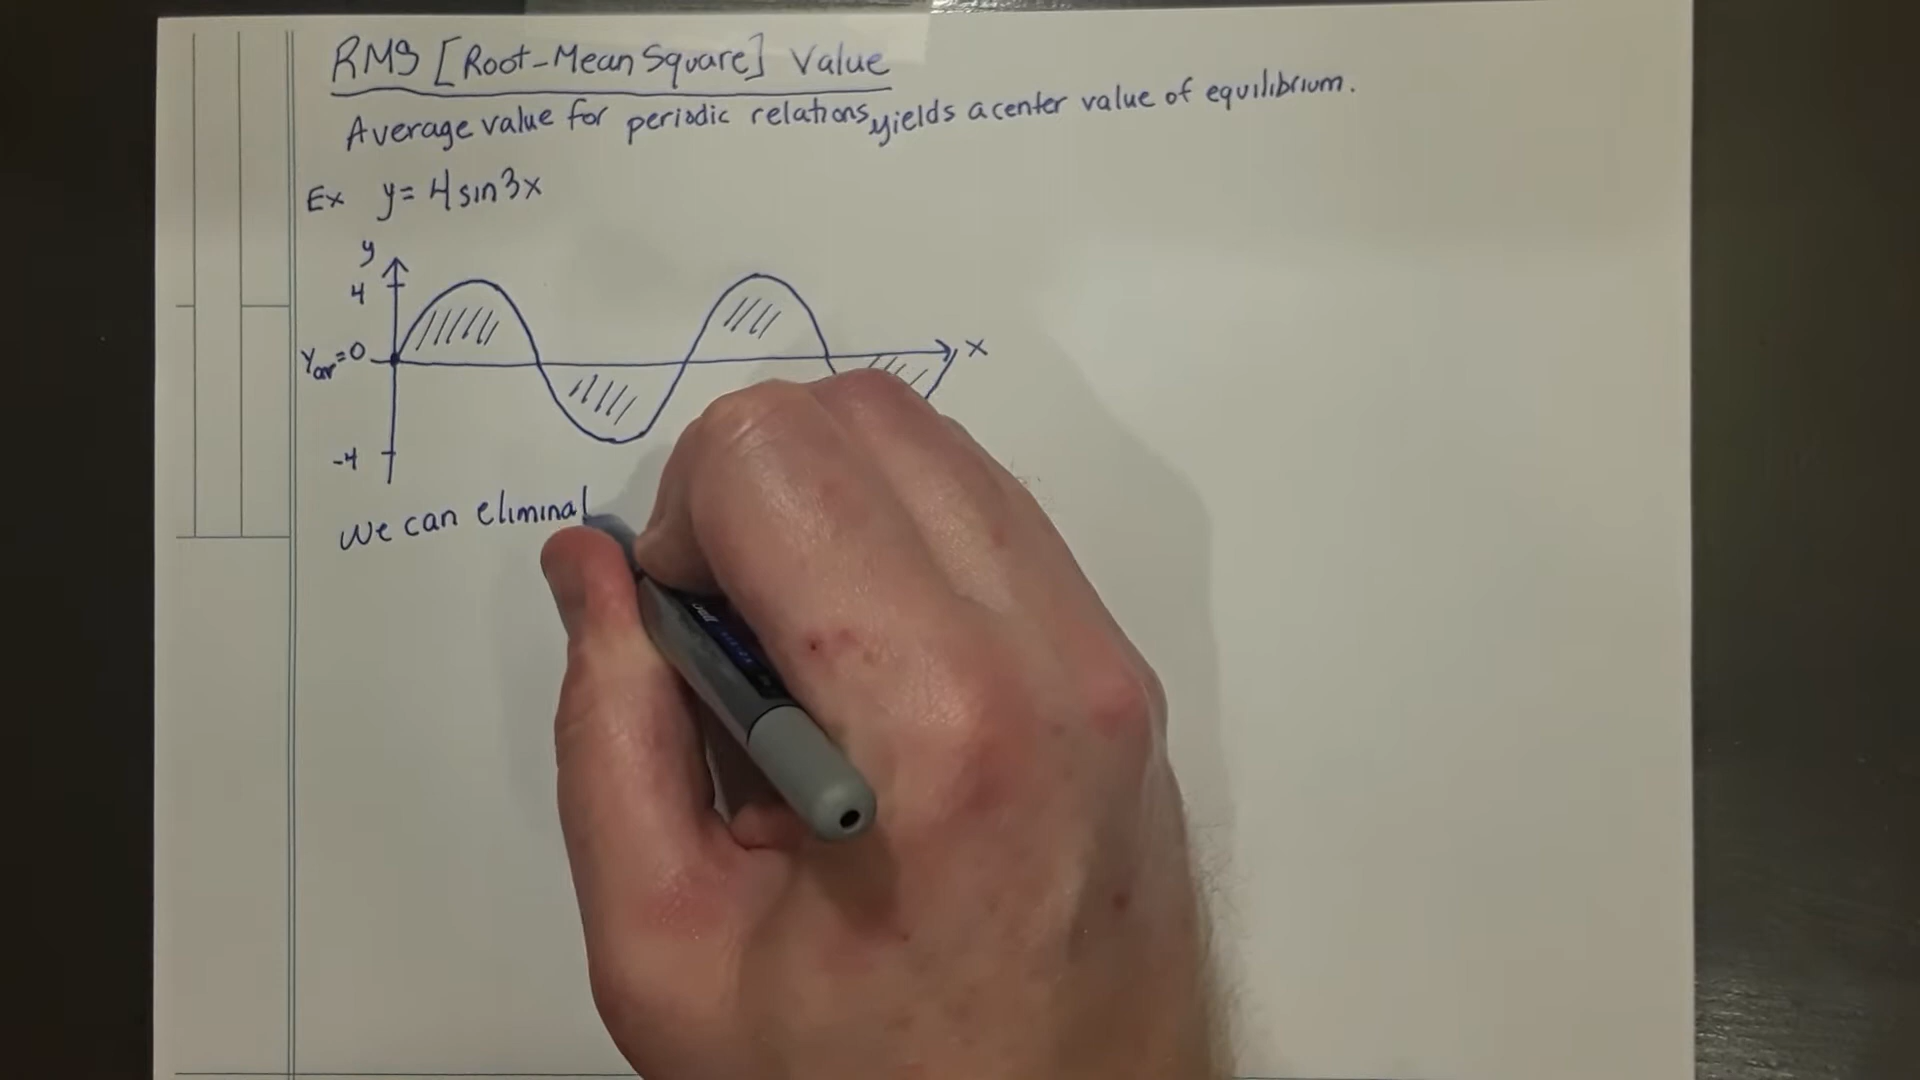 RMS [Root-Mean Square] Value
Average value for periodic relations, yields a center value of equilibrium.
Ex y = 4 sin 3x
y
4
Yav = 0
x
-4
We can eliminat